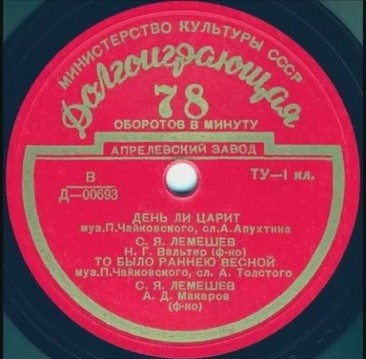 МИНИСТЕРСТВО КУЛЬТУРЫ СССР
Долгоиграющая
78
ОБОРОТОВ В МИНУТУ
АПРЕЛЕВСКИЙ ЗАВОД
В
Д—00693
ТУ—I кл.
ДЕНЬ ЛИ ЦАРИТ
муз.П.Чайковского, сл.А.Апухтина
С. Я. ЛЕМЕШЕВ
Н. Г. Вальтер (ф-но)
ТО БЫЛО РАННЕЮ ВЕСНОЙ
муз.П.Чайковского, сл. А. Толстого
С. Я. ЛЕМЕШЕВ
А. Д. Макаров
(ф-но)